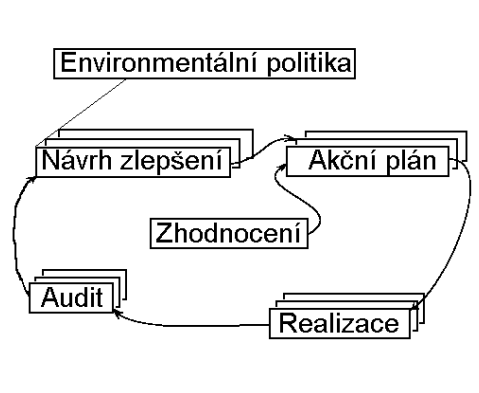 Environmentální politika
Návrh zlepšení
Akční plán
Zhodnocení
Audit
Realizace